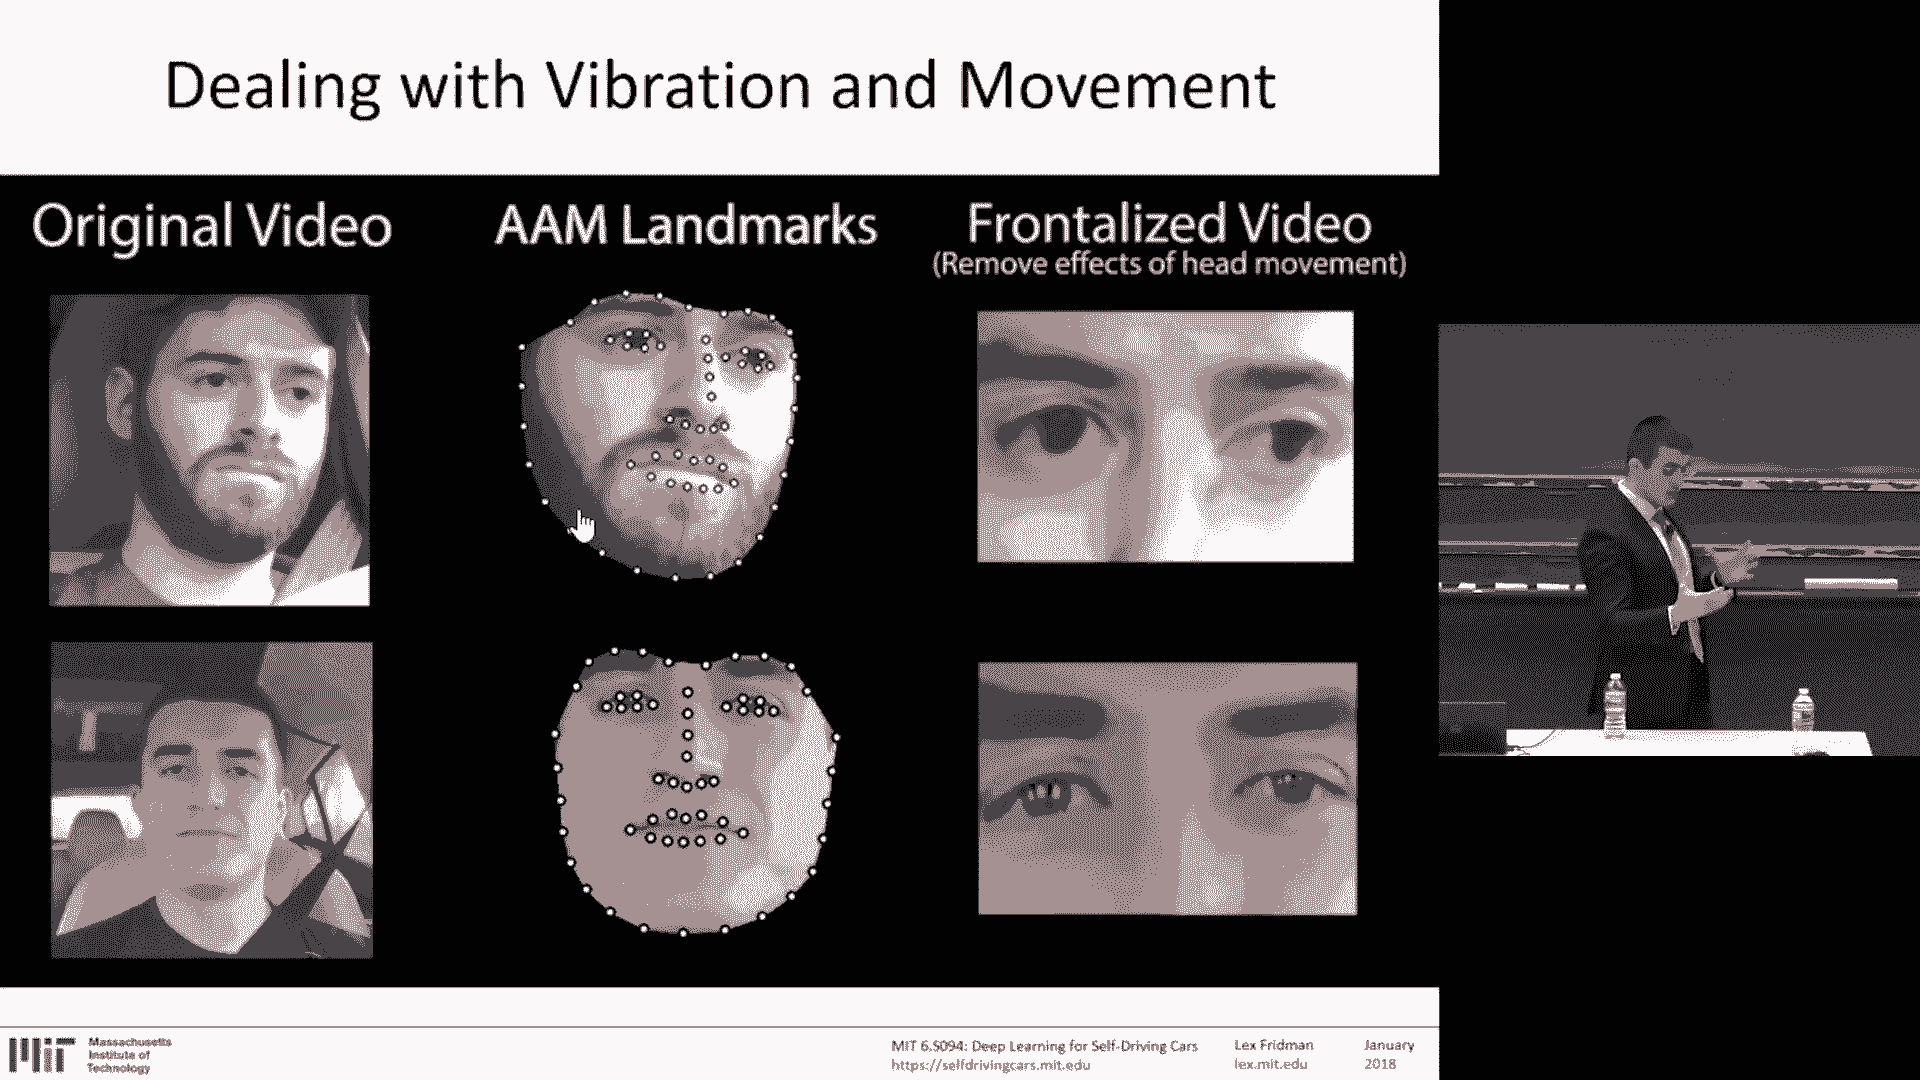 Dealing with Vibration and Movement
Original Video
AAM Landmarks
Frontalized Video
(Remove effects of head movement)
Massachusetts
Institute of
Technology
MIT 6.S094: Deep Learning for Self-Driving Cars
https://selfdrivingcars.mit.edu
Lex Fridman
lex.mit.edu
January
2018